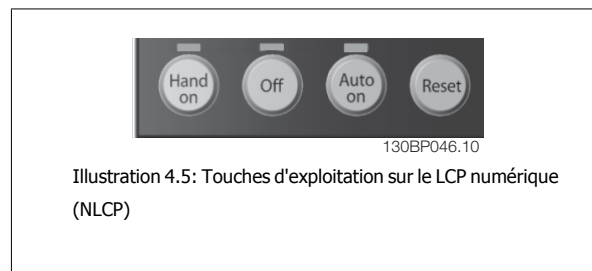 Hand
on
Off
Auto
on
Reset
130BP046.10
Illustration 4.5: Touches d'exploitation sur le LCP numérique
(NLCP)